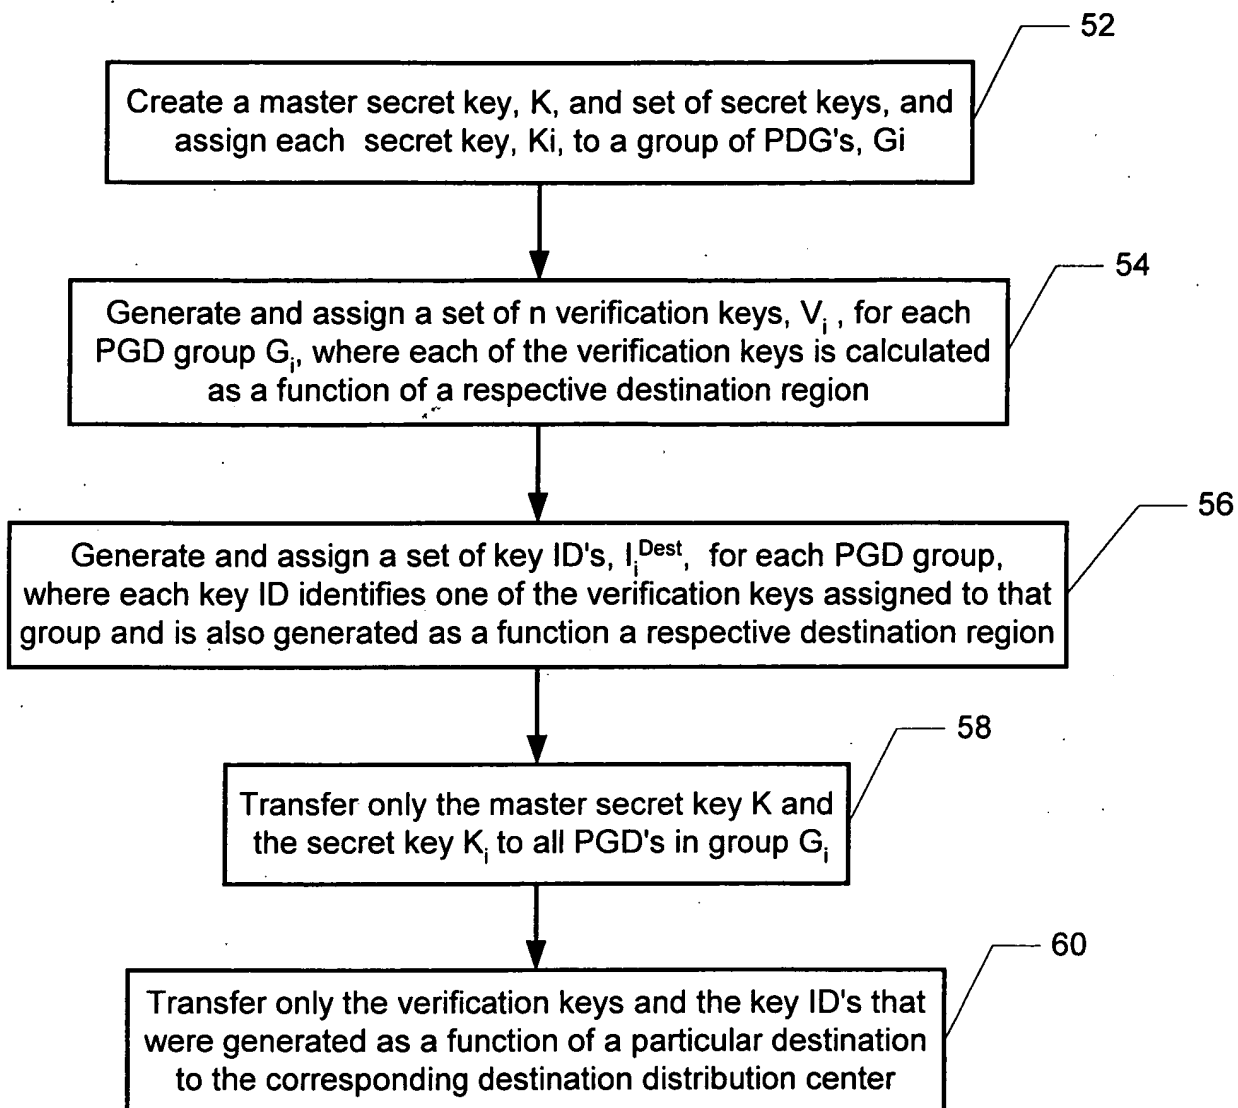 52
Create a master secret key, K, and set of secret keys, and
assign each secret key, Ki, to a group of PDG's, Gi
54
Generate and assign a set of n verification keys, Vi , for each
PGD group Gi, where each of the verification keys is calculated
as a function of a respective destination region
56
Generate and assign a set of key ID's, IiDest, for each PGD group,
where each key ID identifies one of the verification keys assigned to that
group and is also generated as a function a respective destination region
58
Transfer only the master secret key K and
the secret key Ki to all PGD's in group Gi
60
Transfer only the verification keys and the key ID's that
were generated as a function of a particular destination
to the corresponding destination distribution center